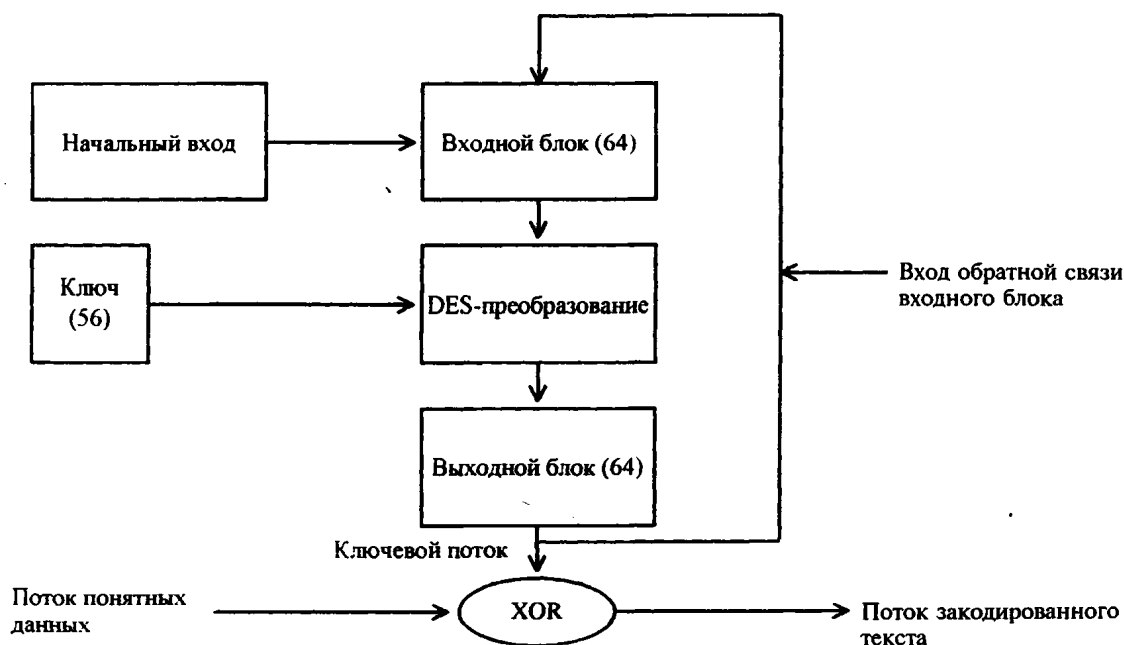 Начальный вход
Входной блок (64)
Ключ
(56)
DES-преобразование
Вход обратной связи
входного блока
Выходной блок (64)
Ключевой поток
Поток понятных
данных
XOR
Поток закодированного
текста